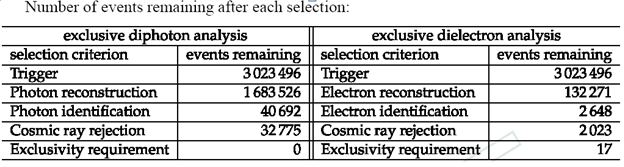 Number of events remaining after each selection:
exclusive diphoton analysis exclusive dielectron analysis
selection criterion events remaining selection criterion events remaining
Trigger 3 023 496 Trigger 3 023 496
Photon reconstruction 1 683 526 Electron reconstruction 132 271
Photon identification 40 692 Electron identification 2 648
Cosmic ray rejection 32 775 Cosmic ray rejection 2 023
Exclusivity requirement 0 Exclusivity requirement 17